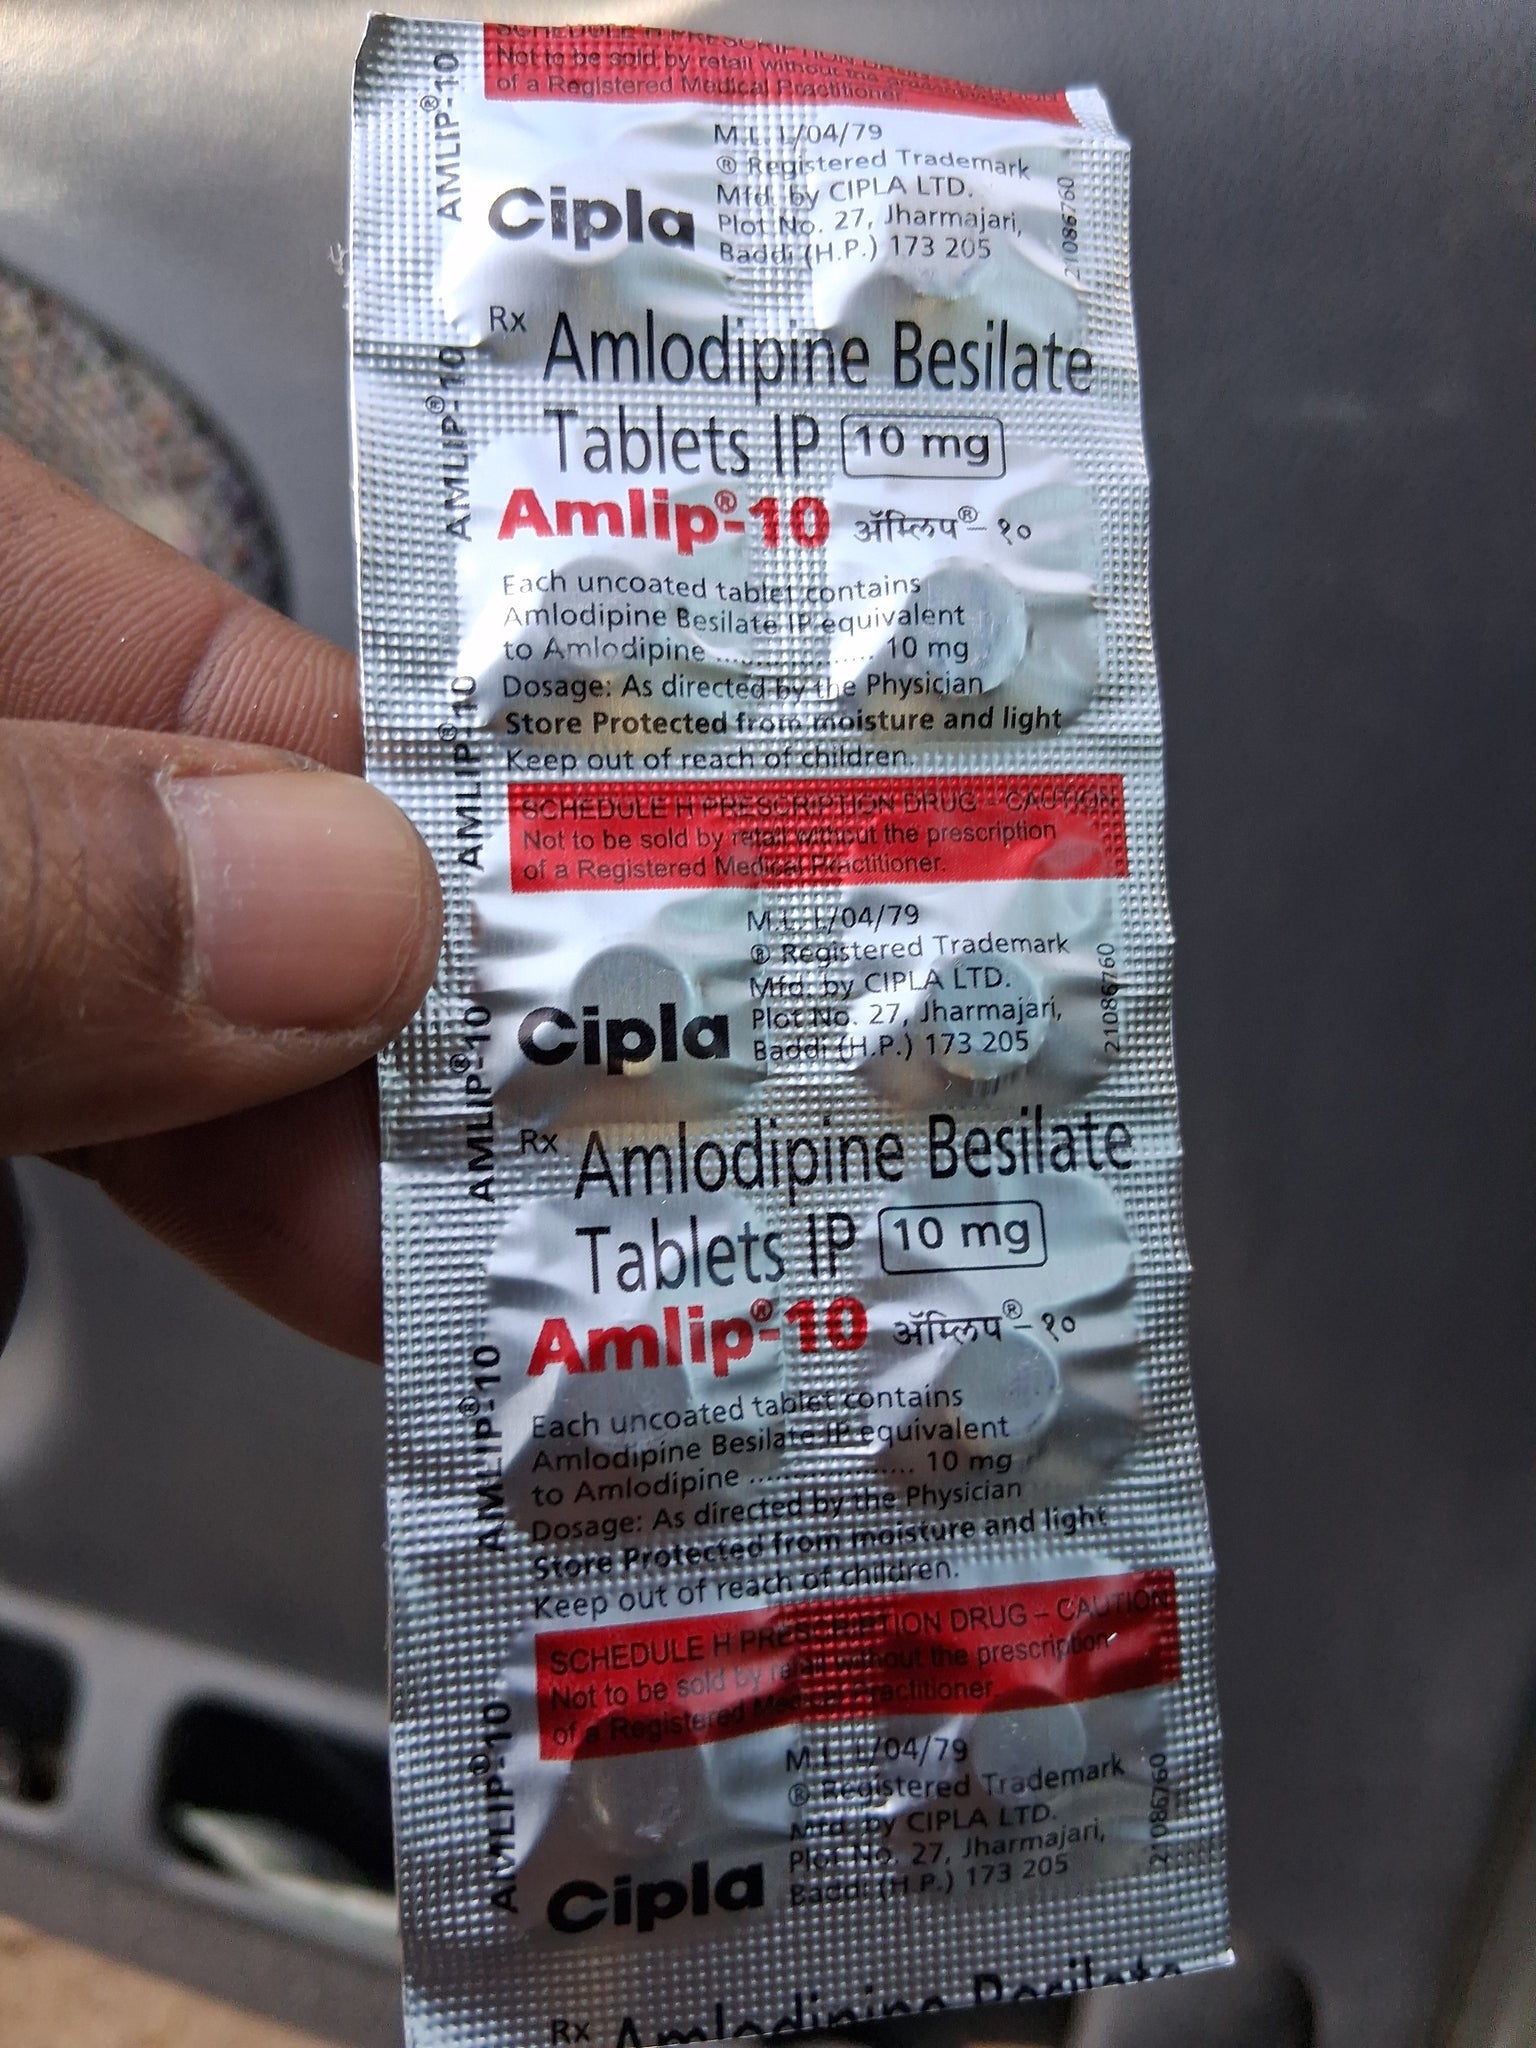 SCHEDULE H PRESCRIPTION DRUG - CAUTION
Not to be sold by retail without the prescription
of a Registered Medical Practitioner.
M.L. L/04/79
® Registered Trademark
Mfd. by CIPLA LTD.
Plot No. 27, Jharmajari,
Baddi (H.P.) 173 205
Cipla
21086760
Rx Amlodipine Besilate
Tablets IP 10 mg
Amlip®-10 ॲम्लिप®- १०
Each uncoated tablet contains
Amlodipine Besilate IP equivalent
to Amlodipine .................. 10 mg
Dosage: As directed by the Physician
Store Protected from moisture and light
Keep out of reach of children.
SCHEDULE H PRESCRIPTION DRUG - CAUTION
Not to be sold by retail without the prescription
of a Registered Medical Practitioner.
M.L. L/04/79
® Registered Trademark
Mfd. by CIPLA LTD.
Plot No. 27, Jharmajari,
Baddi (H.P.) 173 205
Cipla
21086760
Rx Amlodipine Besilate
Tablets IP 10 mg
Amlip®-10 ॲम्लिप®- १०
Each uncoated tablet contains
Amlodipine Besilate IP equivalent
to Amlodipine .................. 10 mg
Dosage: As directed by the Physician
Store Protected from moisture and light
Keep out of reach of children.
SCHEDULE H PRESCRIPTION DRUG – CAUTION
Not to be sold by retail without the prescription
of a Registered Medical Practitioner.
M.L. L/04/79
® Registered Trademark
Mfd. by CIPLA LTD.
Plot No. 27, Jharmajari,
Baddi (H.P.) 173 205
Cipla
21086760
Rx Amlodipine Besilate
AMLIP®-10
AMLIP®-10
AMLIP®-10
AMLIP®-10
AMLIP®-10
AMLIP®-10